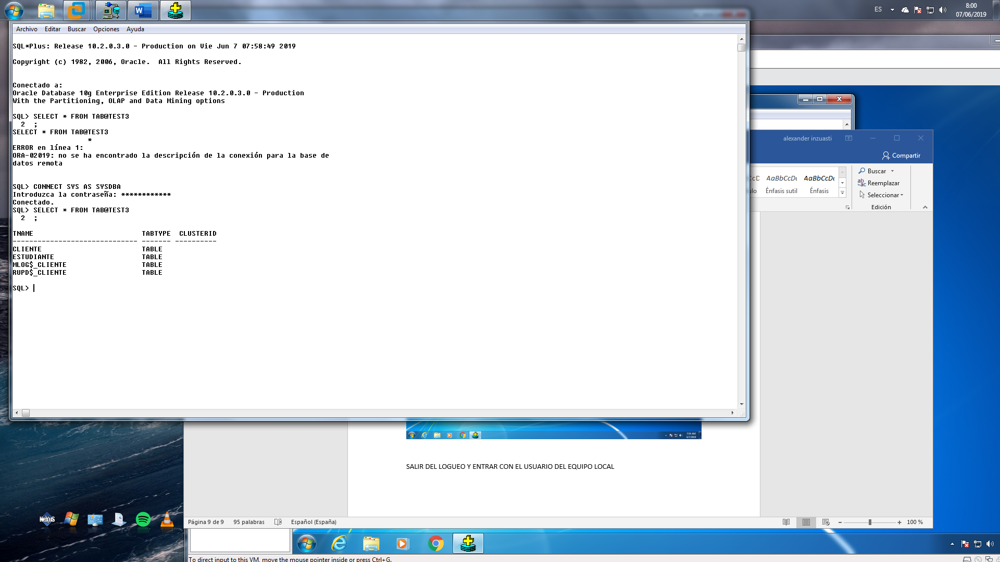 ES
8:00
07/06/2019
Archivo Editar Buscar Opciones Ayuda
SQL*Plus: Release 10.2.0.3.0 - Production on Vie Jun 7 07:58:49 2019
Copyright (c) 1982, 2006, Oracle.  All Rights Reserved.
Conectado a:
Oracle Database 10g Enterprise Edition Release 10.2.0.3.0 - Production
With the Partitioning, OLAP and Data Mining options
SQL> SELECT * FROM TAB@TEST3
  2  ;
SELECT * FROM TAB@TEST3
                  *
ERROR en línea 1:
ORA-02019: no se ha encontrado la descripción de la conexión para la base de
datos remota
SQL> CONNECT SYS AS SYSDBA
Introduzca la contraseña: ************
Conectado.
SQL> SELECT * FROM TAB@TEST3
  2  ;
TNAME                          TABTYPE  CLUSTERID
------------------------------ ------- ----------
CLIENTE                        TABLE
ESTUDIANTE                     TABLE
MLOG$_CLIENTE                  TABLE
RUPD$_CLIENTE                  TABLE
SQL>
alexander inzuasti
Compartir
AaBbCcDc AaBbCcDc
Énfasis sutil Énfasis
Buscar
Reemplazar
Seleccionar
Edición
SALIR DEL LOGUEO Y ENTRAR CON EL USUARIO DEL EQUIPO LOCAL
NeXuS
Página 9 de 9 95 palabras Español (España) 100 %
To direct input to this VM, move the mouse pointer inside or press Ctrl+G.